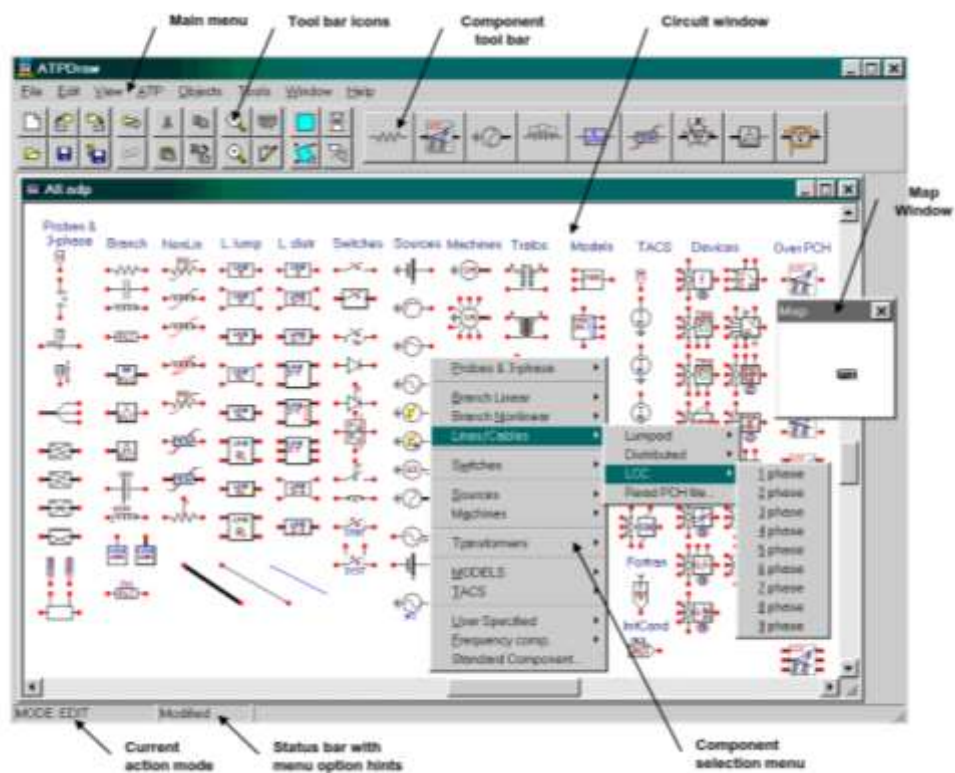 Main menu
Tool bar icons
Component tool bar
Circuit window
ATPDraw
File Edit View ATP Objects Tools Window Help
Map Window
All.adp
Probes & 3-phase Branch NonLin L. lump L. distr Switches Sources Machines Trafos Models TACS Devices Over.PCH
Map
Probes & 3-phase
Branch Linear
Branch Nonlinear
Lines/Cables
Switches
Sources
Machines
Transformers
MODELS
TACS
User Specified
Frequency comp.
Standard Component...
Lumped
Distributed
LCC
Read PCH file...
1 phase
2 phase
3 phase
4 phase
5 phase
6 phase
7 phase
8 phase
9 phase
Fortran
InitCond
MODE: EDIT
Modified
Current action mode
Status bar with menu option hints
Component selection menu